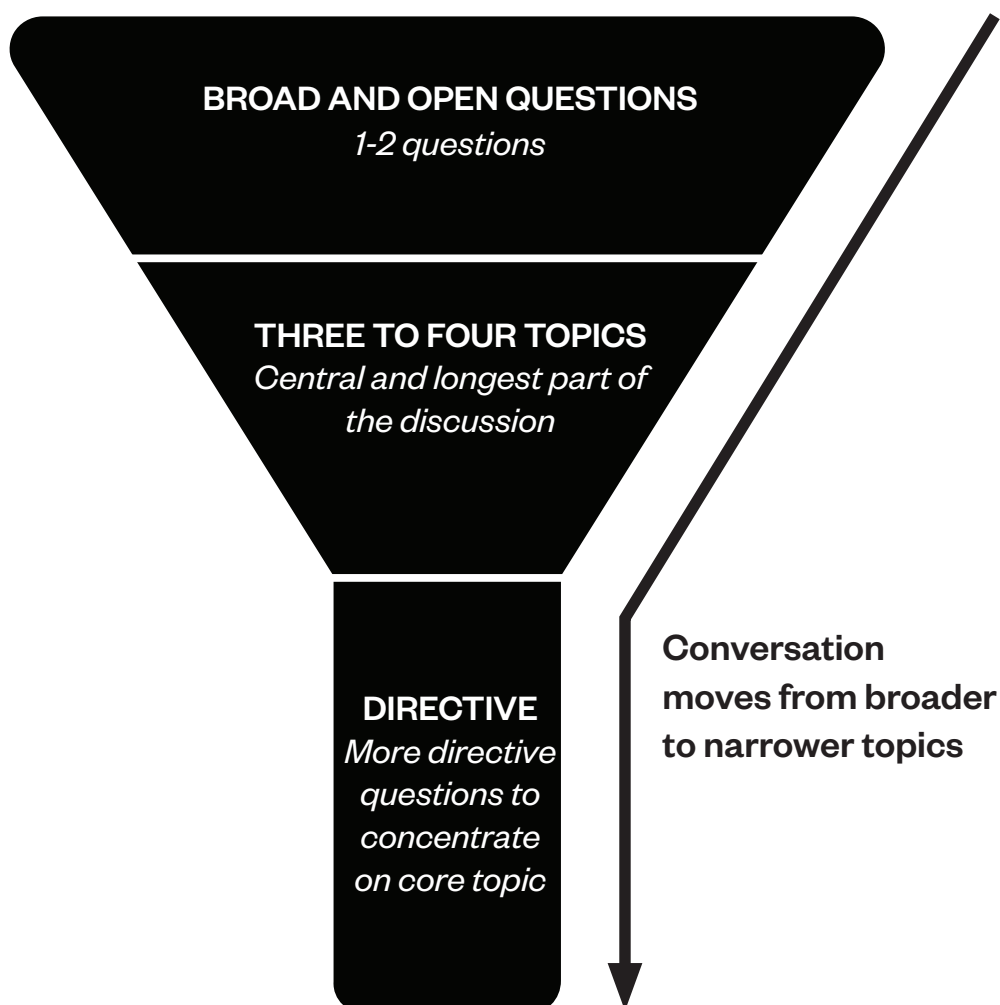 BROAD AND OPEN QUESTIONS
1-2 questions
THREE TO FOUR TOPICS
Central and longest part of
the discussion
Conversation
moves from broader
to narrower topics
DIRECTIVE
More directive
questions to
concentrate
on core topic